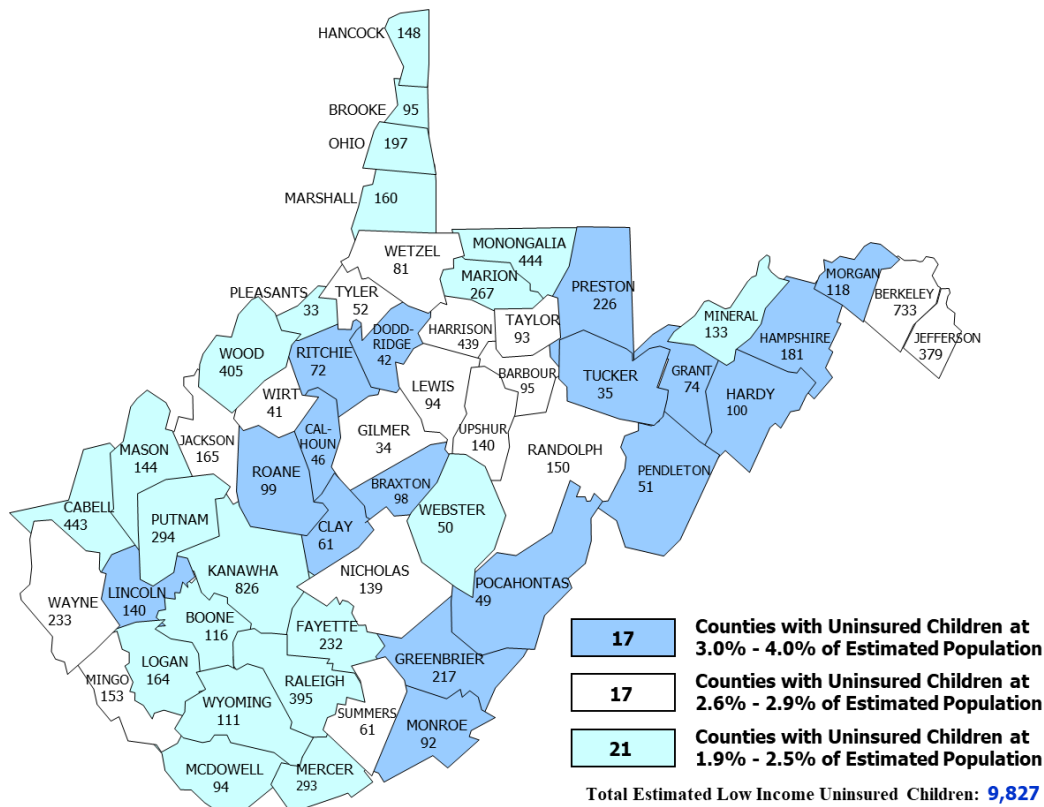 HANCOCK
148
BROOKE
95
OHIO
197
MARSHALL
160
WETZEL
81
MONONGALIA
444
MARION
267
PRESTON
226
MORGAN
118
BERKELEY
733
JEFFERSON
379
MINERAL
133
HAMPSHIRE
181
PLEASANTS
33
TYLER
52
DODD-
RIDGE
42
HARRISON
439
TAYLOR
93
WOOD
405
RITCHIE
72
BARBOUR
95
TUCKER
35
GRANT
74
HARDY
100
WIRT
41
LEWIS
94
CAL-
HOUN
46
GILMER
34
UPSHUR
140
RANDOLPH
150
PENDLETON
51
JACKSON
165
MASON
144
ROANE
99
BRAXTON
98
WEBSTER
50
CABELL
443
PUTNAM
294
CLAY
61
NICHOLAS
139
POCAHONTAS
49
WAYNE
233
LINCOLN
140
KANAWHA
826
BOONE
116
FAYETTE
232
GREENBRIER
217
MINGO
153
LOGAN
164
WYOMING
111
RALEIGH
395
SUMMERS
61
MONROE
92
MCDOWELL
94
MERCER
293
17
Counties with Uninsured Children at
3.0% - 4.0% of Estimated Population
17
Counties with Uninsured Children at
2.6% - 2.9% of Estimated Population
21
Counties with Uninsured Children at
1.9% - 2.5% of Estimated Population
Total Estimated Low Income Uninsured Children: 9,827